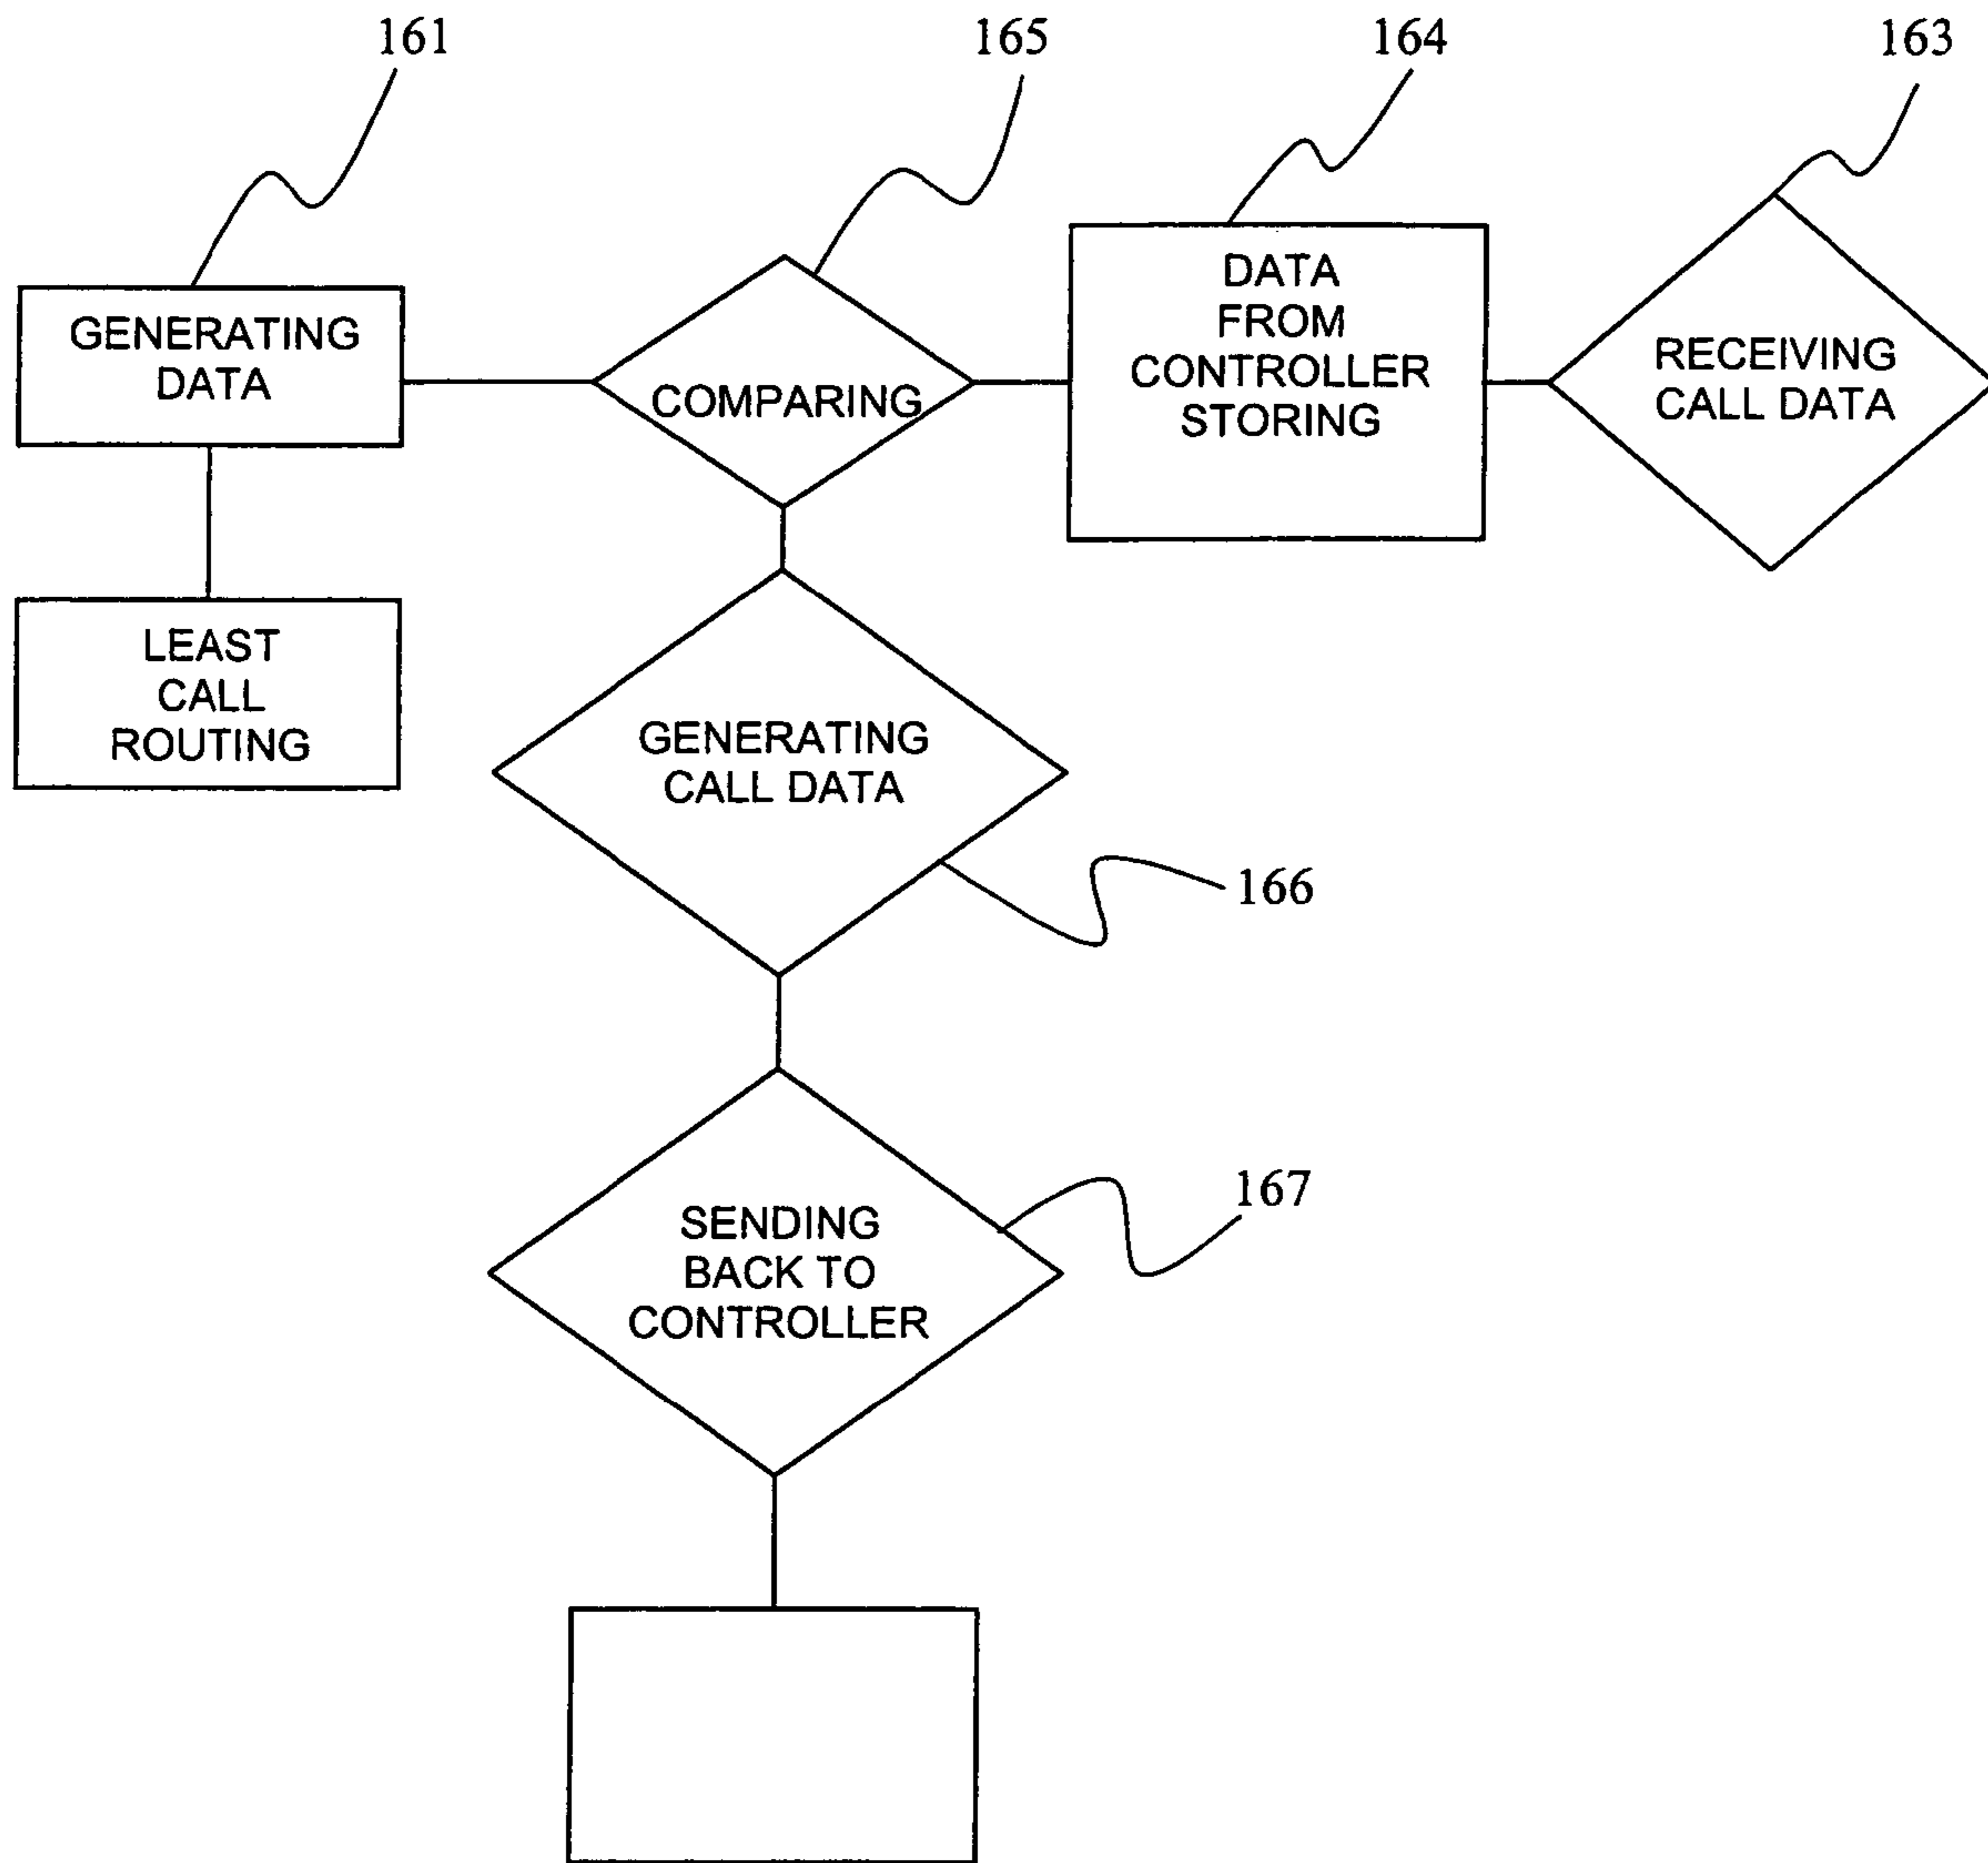 161
165
164
163
GENERATING
DATA
COMPARING
DATA
FROM
CONTROLLER
STORING
RECEIVING
CALL DATA
LEAST
CALL
ROUTING
GENERATING
CALL DATA
166
SENDING
BACK TO
CONTROLLER
167